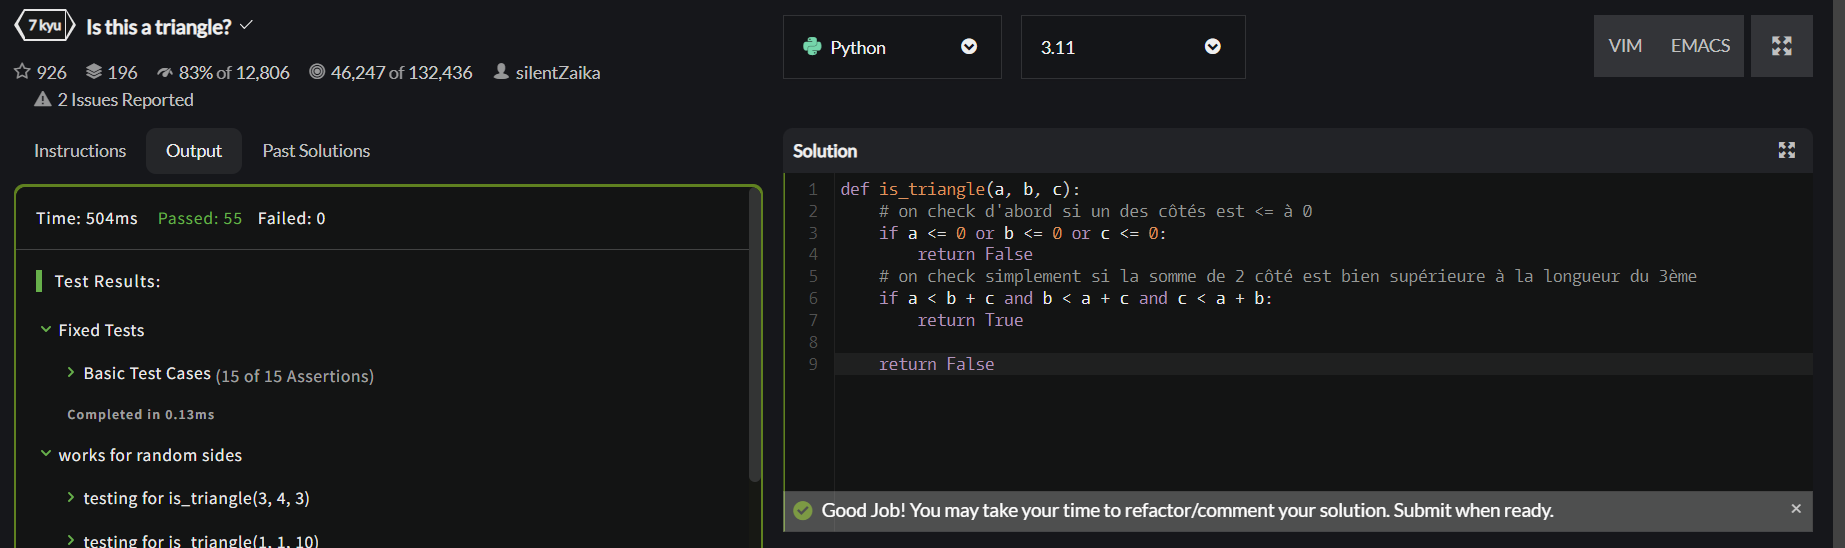 7 kyu Is this a triangle?
926 196 83% of 12,806 46,247 of 132,436 silentZaika
2 Issues Reported
Python 3.11 VIM EMACS
Instructions Output Past Solutions
Time: 504ms Passed: 55 Failed: 0
Test Results:
Fixed Tests
Basic Test Cases (15 of 15 Assertions)
Completed in 0.13ms
works for random sides
testing for is_triangle(3, 4, 3)
testing for is_triangle(1, 1, 10)
Solution
1 def is_triangle(a, b, c):
2 # on check d'abord si un des côtés est <= à 0
3 if a <= 0 or b <= 0 or c <= 0:
4 return False
5 # on check simplement si la somme de 2 côté est bien supérieure à la longueur du 3ème
6 if a < b + c and b < a + c and c < a + b:
7 return True
8
9 return False
Good Job! You may take your time to refactor/comment your solution. Submit when ready.